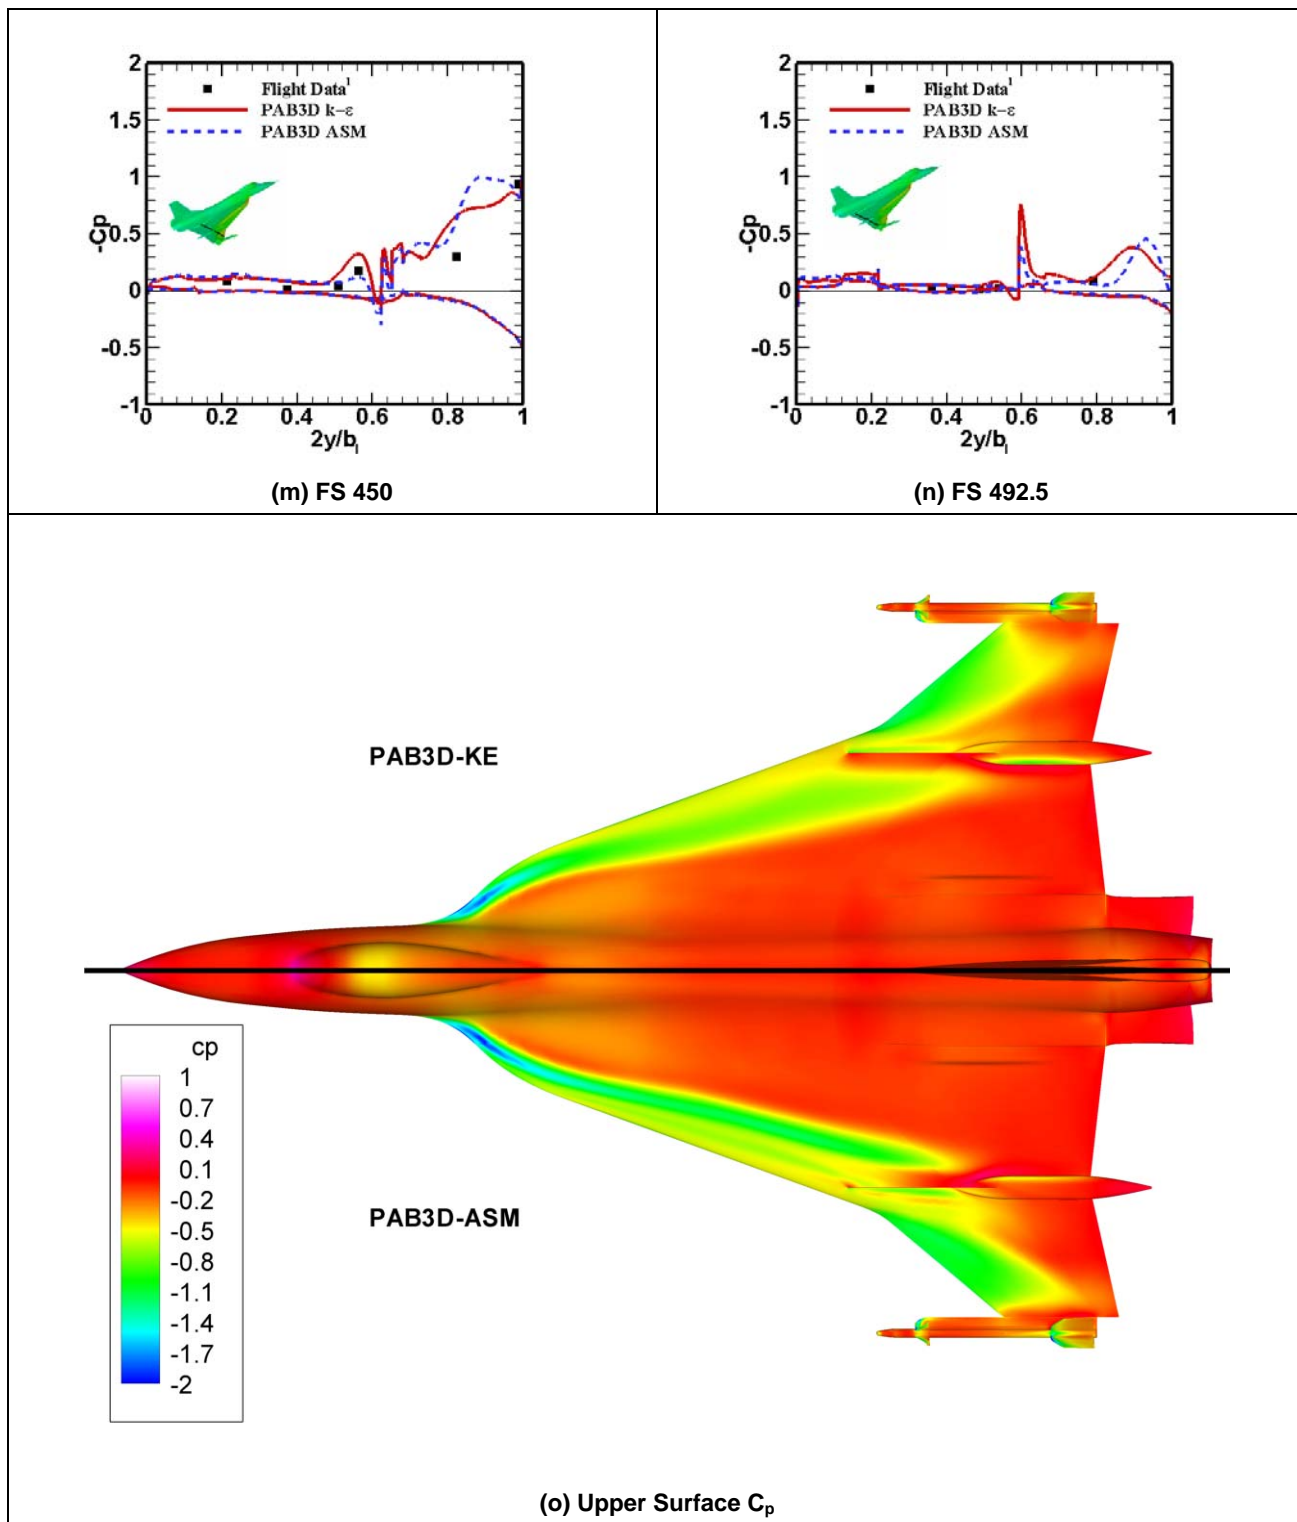 2
1.5
1
0.5
0
-0.5
-1
-Cp
Flight Data¹
PAB3D k-ε
PAB3D ASM
0 0.2 0.4 0.6 0.8 1
2y/bₗ
(m) FS 450
2
1.5
1
0.5
0
-0.5
-1
-Cp
Flight Data¹
PAB3D k-ε
PAB3D ASM
0 0.2 0.4 0.6 0.8 1
2y/bₗ
(n) FS 492.5
PAB3D-KE
cp
1
0.7
0.4
0.1
-0.2
-0.5
-0.8
-1.1
-1.4
-1.7
-2
PAB3D-ASM
(o) Upper Surface Cₚ